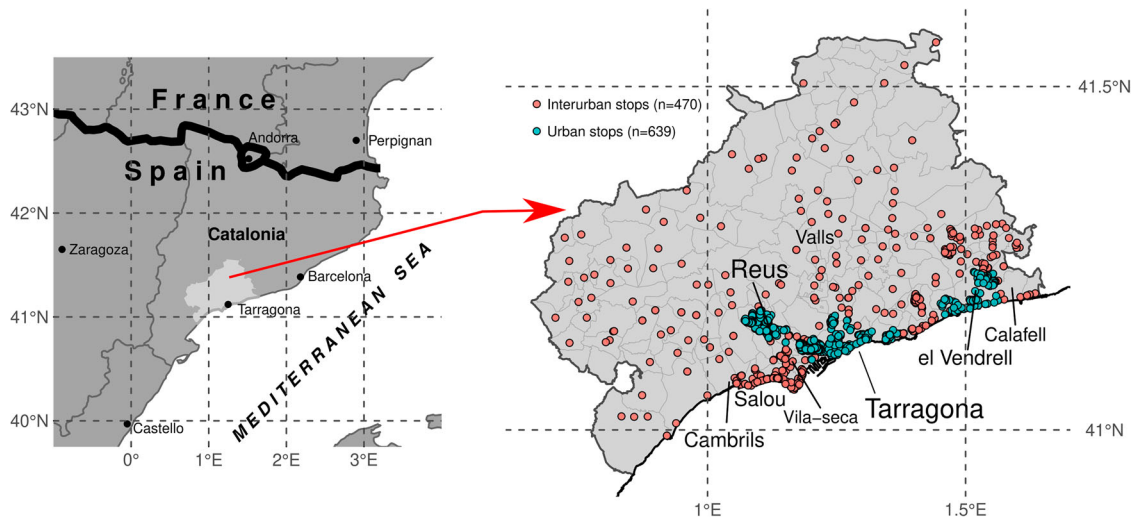 43°N
42°N
41°N
40°N
0°
1°E
2°E
3°E
France
Andorra
Perpignan
Spain
Catalonia
Zaragoza
Barcelona
Tarragona
Castello
MEDITERRANEAN SEA
Interurban stops (n=470)
Urban stops (n=639)
41.5°N
41°N
1°E
1.5°E
Valls
Reus
Calafell
el Vendrell
Salou
Vila-seca
Tarragona
Cambrils